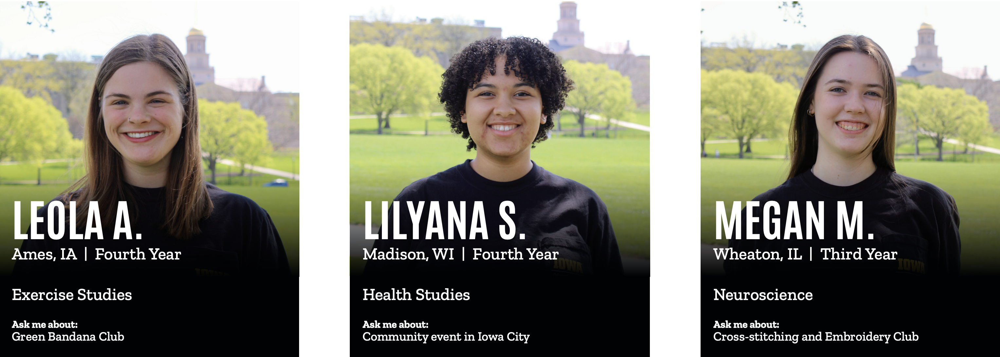 LEOLA A.
Ames, IA | Fourth Year
Exercise Studies
Ask me about:
Green Bandana Club
LILYANA S.
Madison, WI | Fourth Year
IOWA
Health Studies
Ask me about:
Community event in Iowa City
MEGAN M.
Wheaton, IL | Third Year
IOWA
Neuroscience
Ask me about:
Cross-stitching and Embroidery Club